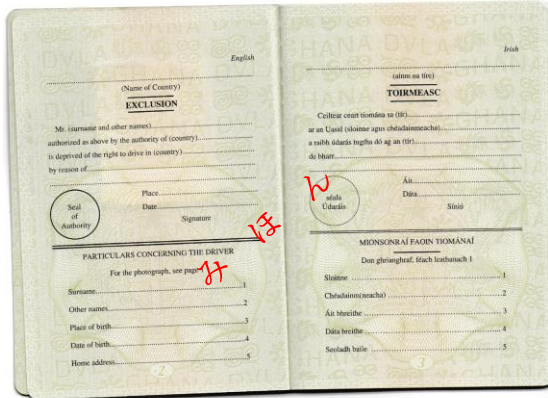 English
(Name of Country)
EXCLUSION
Mr. (surname and other names)
authorized as above by the authority of (country)
is deprived of the right to drive in (country)
by reason of
Place
Date
Signature
Seal
of
Authority
PARTICULARS CONCERNING THE DRIVER
For the photograph, see page
Surname 1
Other names 2
Place of birth 3
Date of birth 4
Home address 5
2
みほん
Irish
(ainm na tíre)
TOIRMEASC
Ceiltear ceart tiomána sa (tír)
ar an Uasal (sloinne agus chéadainmeacha)
a raibh údarás tugtha dó ag an (tír)
de bharr
Áit
Dáta
Síniú
séala
Údaráis
MIONSONRAÍ FAOIN TIOMÁNAÍ
Don ghrianghraf, féach leathanach 1
Sloinne 1
Chéadainm(neacha) 2
Áit bhreithe 3
Dáta breithe 4
Seoladh baile 5
3